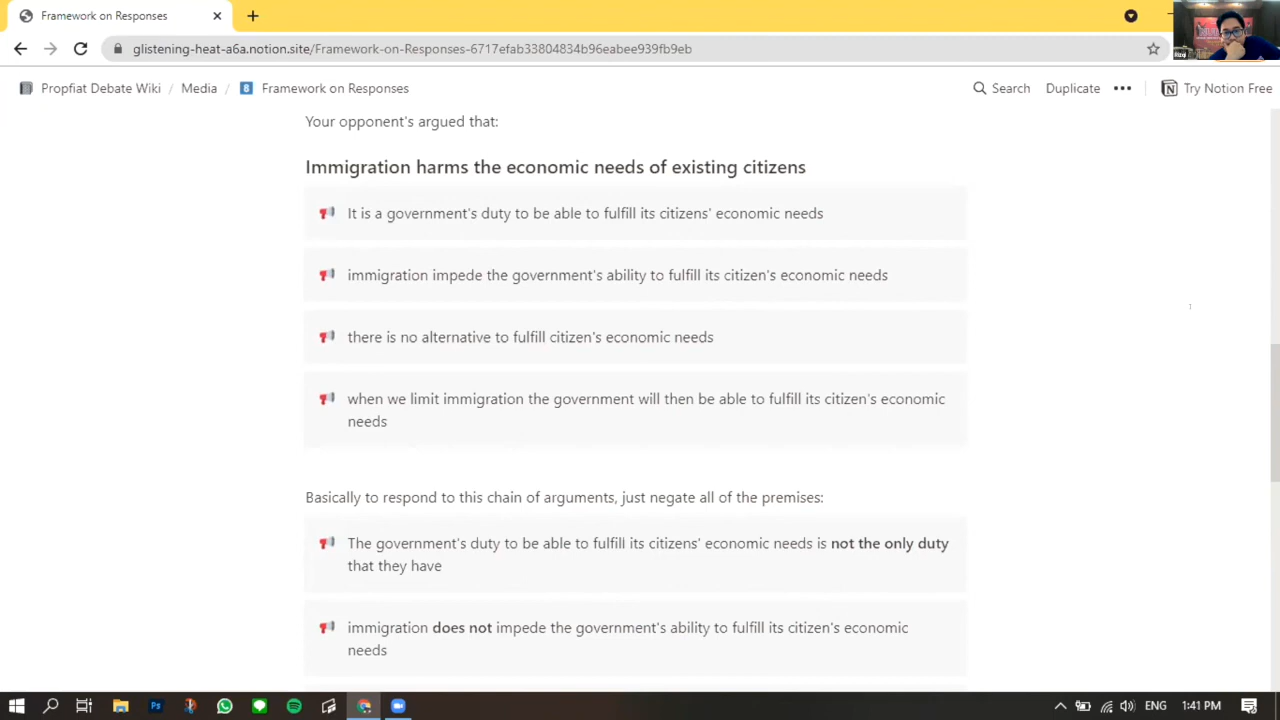 Framework on Responses
glistening-heat-a6a.notion.site/Framework-on-Responses-6717efab33804834b96eabee939fb9eb
Propfiat Debate Wiki / Media / 8 Framework on Responses
Search Duplicate ••• Try Notion Free
Your opponent's argued that:
Immigration harms the economic needs of existing citizens
It is a government's duty to be able to fulfill its citizens' economic needs
immigration impede the government's ability to fulfill its citizen's economic needs
there is no alternative to fulfill citizen's economic needs
when we limit immigration the government will then be able to fulfill its citizen's economic
needs
Basically to respond to this chain of arguments, just negate all of the premises:
The government's duty to be able to fulfill its citizens' economic needs is not the only duty
that they have
immigration does not impede the government's ability to fulfill its citizen's economic
needs
ENG 1:41 PM